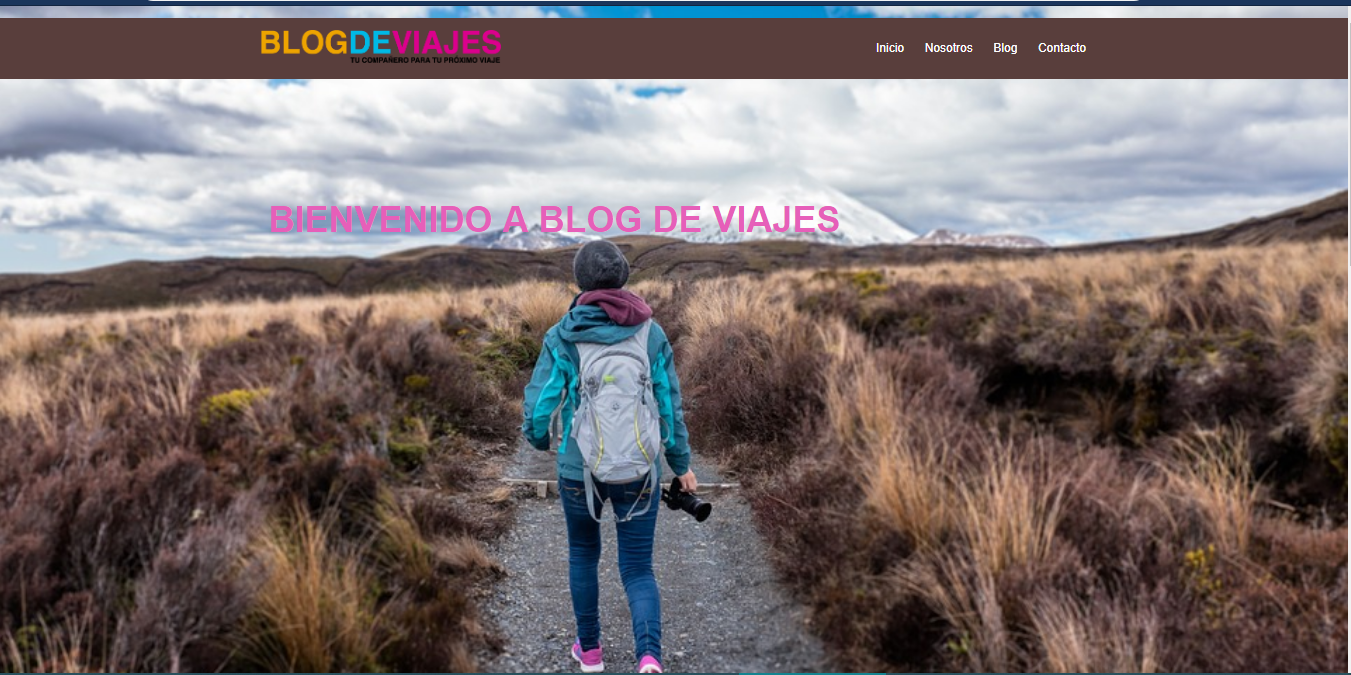 BLOGDEVIAJES
TU COMPAÑERO PARA TU PRÓXIMO VIAJE
Inicio Nosotros Blog Contacto
BIENVENIDO A BLOG DE VIAJES